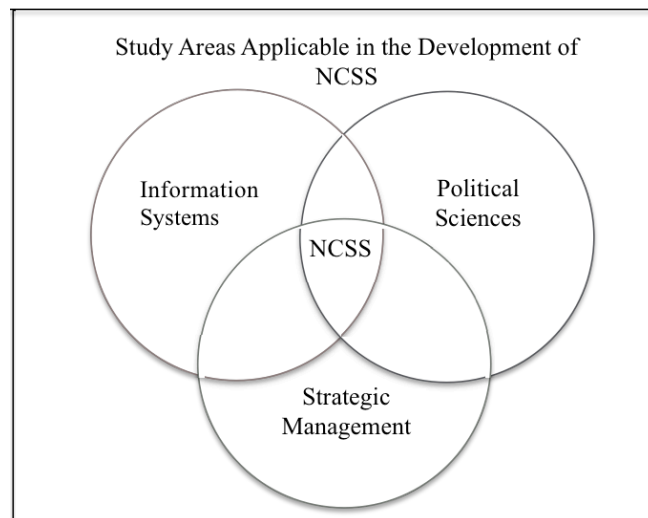 Study Areas Applicable in the Development of
NCSS
Information
Systems
Political
Sciences
NCSS
Strategic
Management